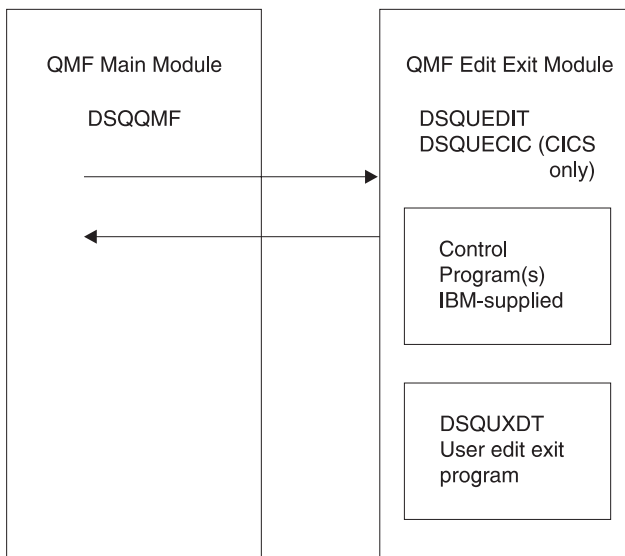 QMF Main Module
DSQQMF
QMF Edit Exit Module
DSQUEDIT
DSQUECIC (CICS
only)
Control
Program(s)
IBM-supplied
DSQUXDT
User edit exit
program